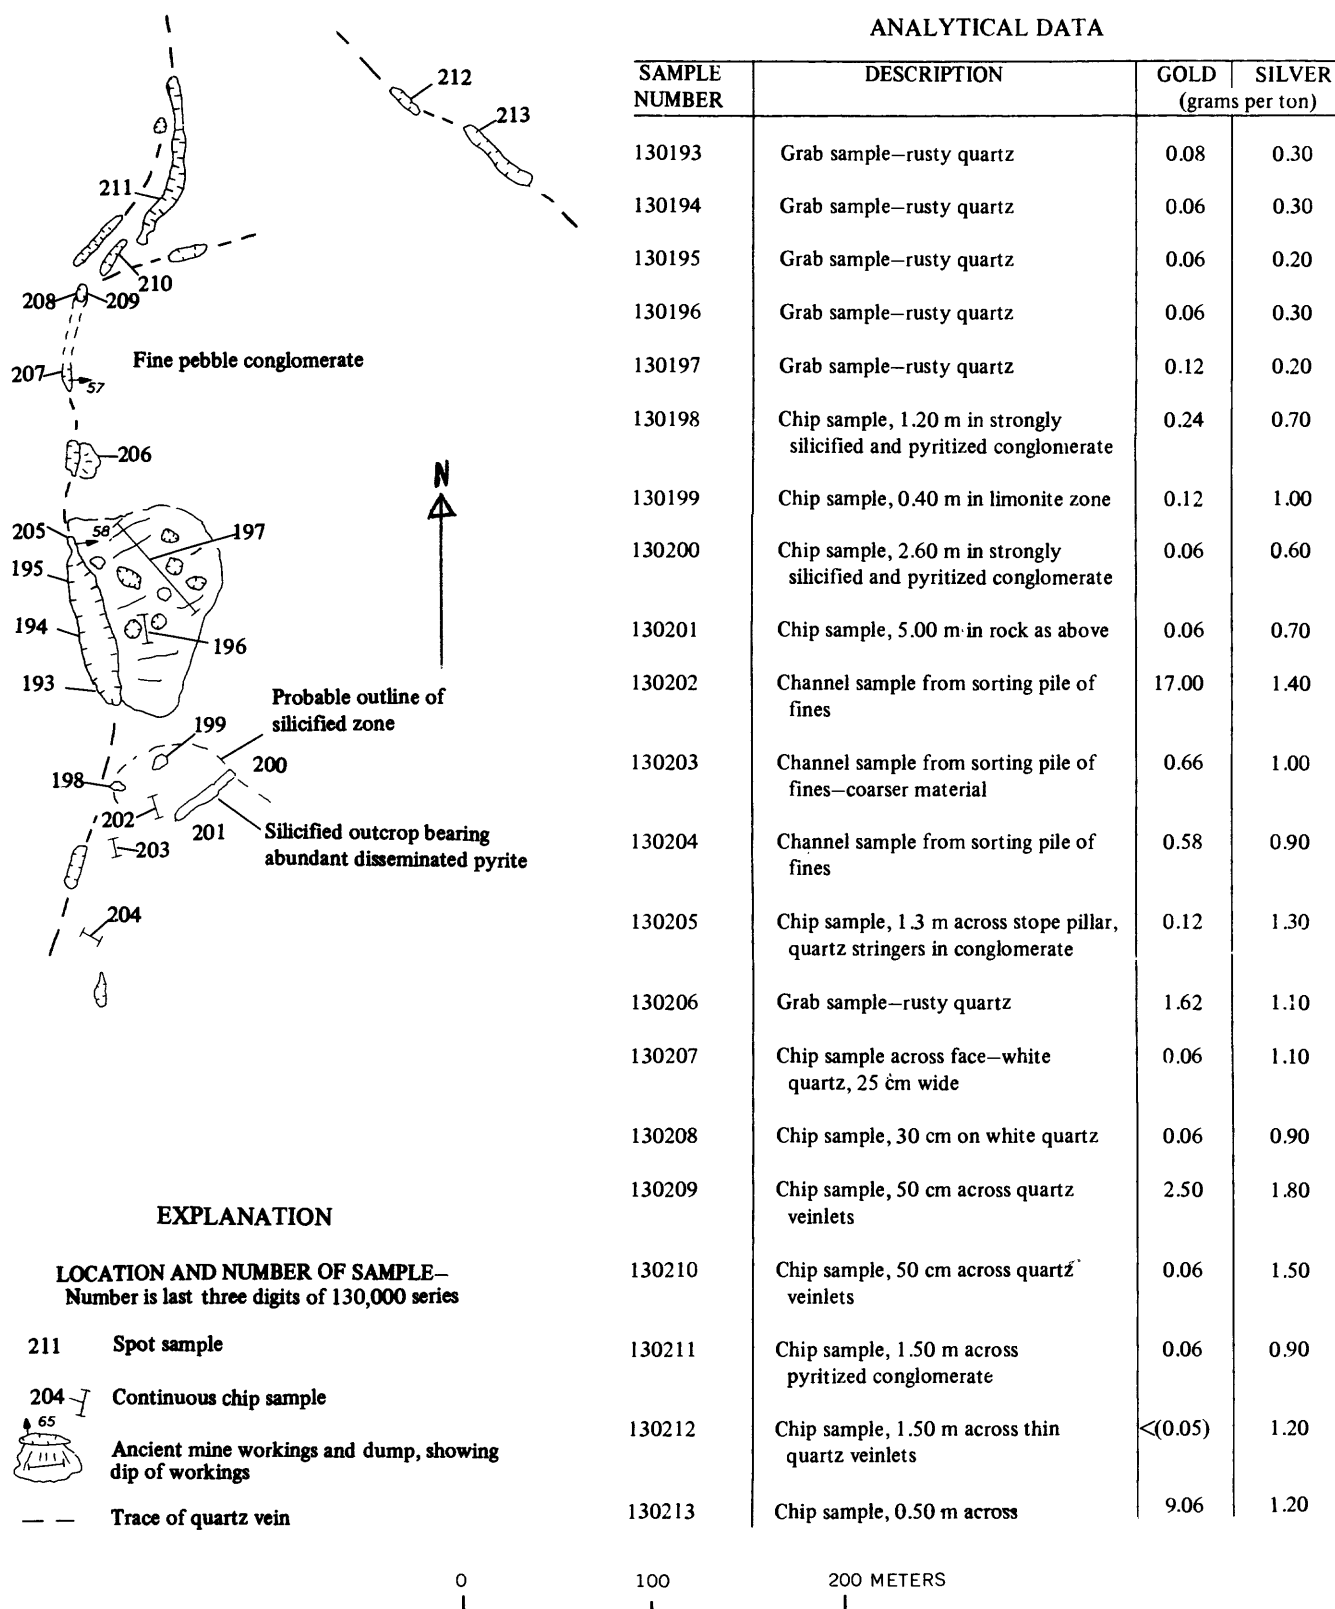 212
213
211
210
208
209
Fine pebble conglomerate
207
57
206
N
205
58
197
195
194
196
193
Probable outline of
silicified zone
199
200
198
202
201
Silicified outcrop bearing
abundant disseminated pyrite
203
204
EXPLANATION
LOCATION AND NUMBER OF SAMPLE—
Number is last three digits of 130,000 series
211 Spot sample
204 Continuous chip sample
65
Ancient mine workings and dump, showing
dip of workings
Trace of quartz vein
ANALYTICAL DATA
SAMPLE DESCRIPTION GOLD SILVER
NUMBER (grams per ton)
130193 Grab sample—rusty quartz 0.08 0.30
130194 Grab sample—rusty quartz 0.06 0.30
130195 Grab sample—rusty quartz 0.06 0.20
130196 Grab sample—rusty quartz 0.06 0.30
130197 Grab sample—rusty quartz 0.12 0.20
130198 Chip sample, 1.20 m in strongly 0.24 0.70
silicified and pyritized conglomerate
130199 Chip sample, 0.40 m in limonite zone 0.12 1.00
130200 Chip sample, 2.60 m in strongly 0.06 0.60
silicified and pyritized conglomerate
130201 Chip sample, 5.00 m in rock as above 0.06 0.70
130202 Channel sample from sorting pile of 17.00 1.40
fines
130203 Channel sample from sorting pile of 0.66 1.00
fines—coarser material
130204 Channel sample from sorting pile of 0.58 0.90
fines
130205 Chip sample, 1.3 m across stope pillar, 0.12 1.30
quartz stringers in conglomerate
130206 Grab sample—rusty quartz 1.62 1.10
130207 Chip sample across face—white 0.06 1.10
quartz, 25 cm wide
130208 Chip sample, 30 cm on white quartz 0.06 0.90
130209 Chip sample, 50 cm across quartz 2.50 1.80
veinlets
130210 Chip sample, 50 cm across quartz 0.06 1.50
veinlets
130211 Chip sample, 1.50 m across 0.06 0.90
pyritized conglomerate
130212 Chip sample, 1.50 m across thin <(0.05) 1.20
quartz veinlets
130213 Chip sample, 0.50 m across 9.06 1.20
0 100 200 METERS